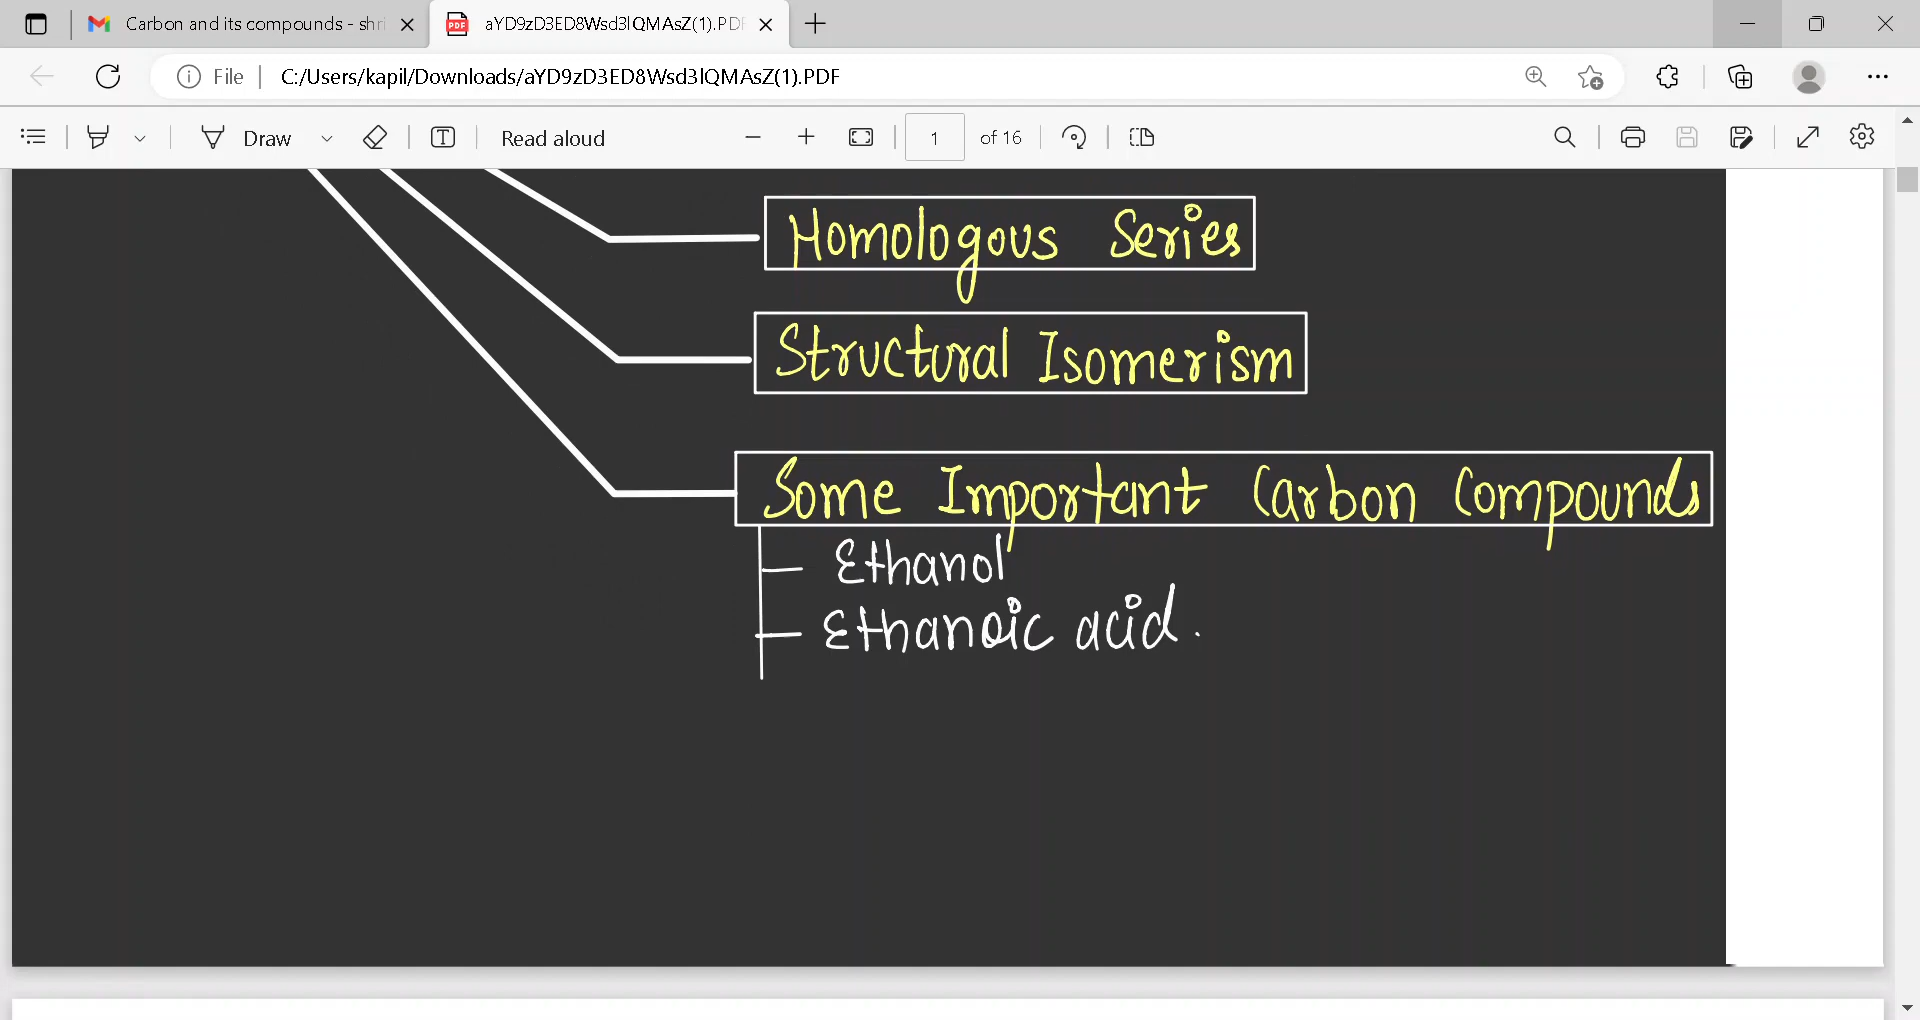 Carbon and its compounds - shri
aYD9zD3ED8Wsd3lQMAsZ(1).PDF
File
C:/Users/kapil/Downloads/aYD9zD3ED8Wsd3lQMAsZ(1).PDF
Draw
Read aloud
1
of 16
Homologous Series
Structural Isomerism
Some Important Carbon Compounds
Ethanol
Ethanoic acid.